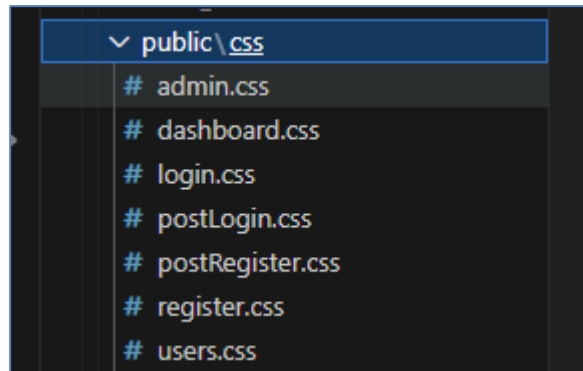 public\css
# admin.css
# dashboard.css
# login.css
# postLogin.css
# postRegister.css
# register.css
# users.css